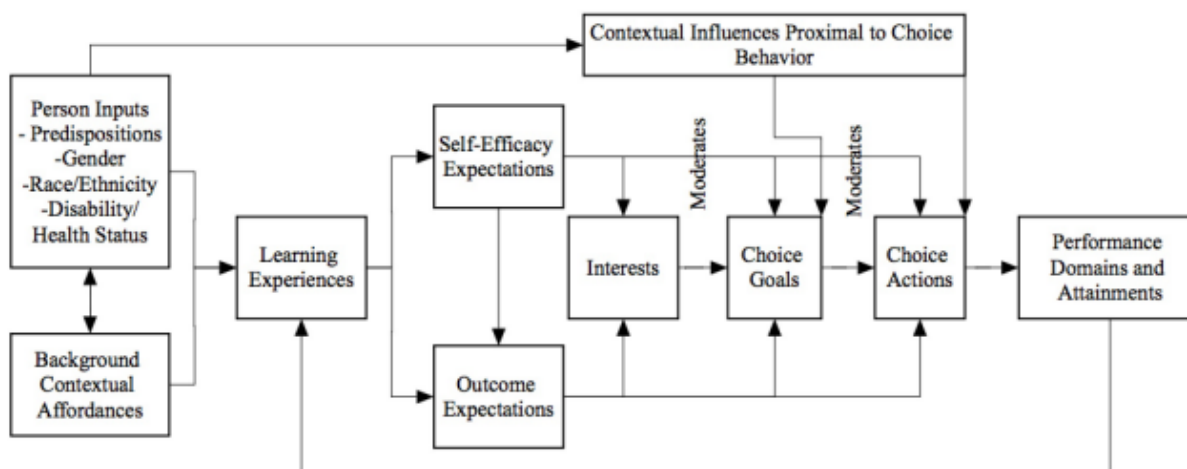 Contextual Influences Proximal to Choice
Behavior
Person Inputs
- Predispositions
-Gender
-Race/Ethnicity
-Disability/
Health Status
Self-Efficacy
Expectations
Moderates
Moderates
Learning
Experiences
Interests
Choice
Goals
Choice
Actions
Performance
Domains and
Attainments
Background
Contextual
Affordances
Outcome
Expectations